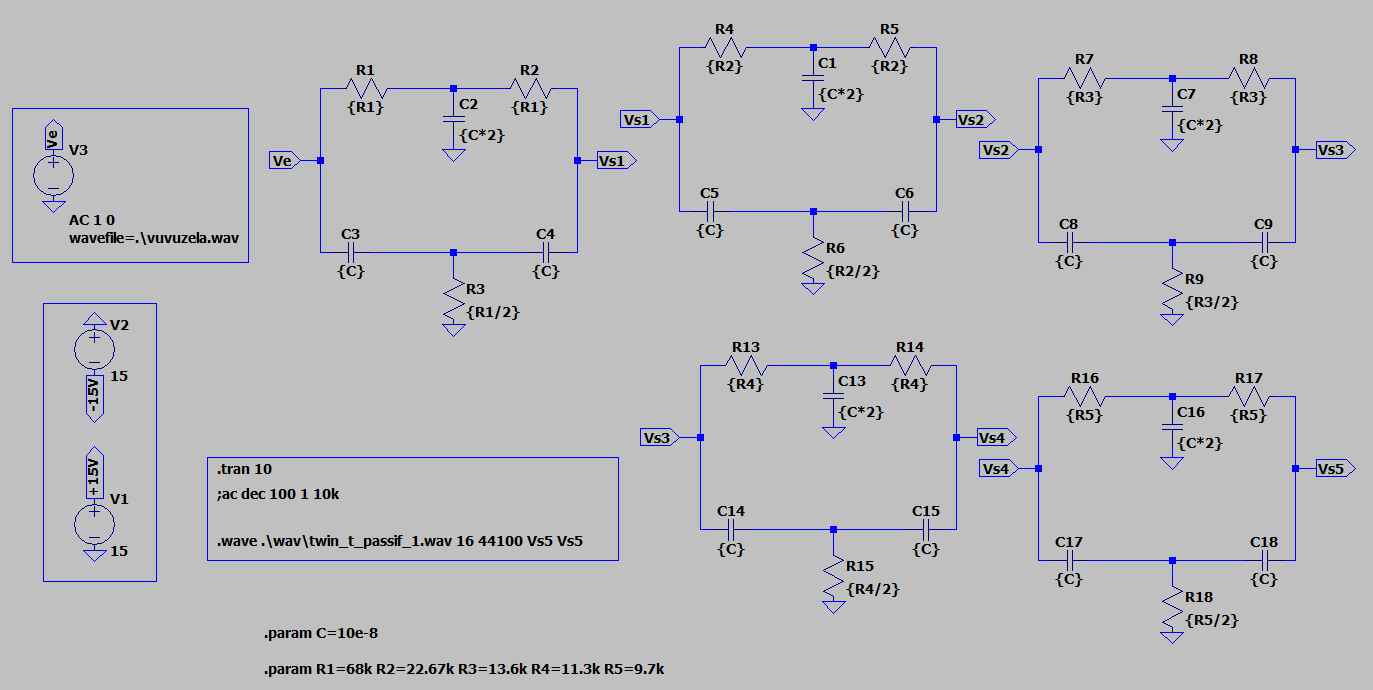 Ve
V3
AC 1 0
wavefile=.\vuvuzela.wav
V2
15
-15V
+15V
V1
15
Ve
R1
{R1}
R2
{R1}
C2
{C*2}
Vs1
C3
{C}
C4
{C}
R3
{R1/2}
Vs1
R4
{R2}
R5
{R2}
C1
{C*2}
Vs2
C5
{C}
C6
{C}
R6
{R2/2}
Vs2
R7
{R3}
R8
{R3}
C7
{C*2}
Vs3
C8
{C}
C9
{C}
R9
{R3/2}
Vs3
R13
{R4}
R14
{R4}
C13
{C*2}
Vs4
C14
{C}
C15
{C}
R15
{R4/2}
Vs4
R16
{R5}
R17
{R5}
C16
{C*2}
Vs5
C17
{C}
C18
{C}
R18
{R5/2}
.tran 10
;ac dec 100 1 10k
.wave .\wav\twin_t_passif_1.wav 16 44100 Vs5 Vs5
.param C=10e-8
.param R1=68k R2=22.67k R3=13.6k R4=11.3k R5=9.7k